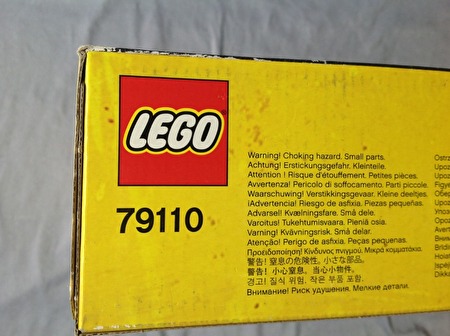 LEGO
79110
Warning! Choking hazard. Small parts.
Achtung! Erstickungsgefahr. Kleinteile.
Attention ! Risque d'étouffement. Petites pièces.
Avvertenza! Pericolo di soffocamento. Parti piccole.
Waarschuwing! Verstikkingsgevaar. Kleine deeltjes.
¡Advertencia! Riesgo de asfixia. Piezas pequeñas.
Advarsel! Kvælningsfare. Små dele.
Varoitus! Tukehtumisvaara. Pieniä osia.
Varning! Kvävningsrisk. Små delar.
Atenção! Perigo de asfixia. Peças pequenas.
Προειδοποίηση! Κίνδυνος πνιγμού. Μικρά κομματάκια.
警告! 窒息の危険性。小さな部品。
警告! 小心窒息。当心小物件。
경고! 질식 위험. 작은 부품 포함.
Внимание! Риск удушения. Мелкие детали.